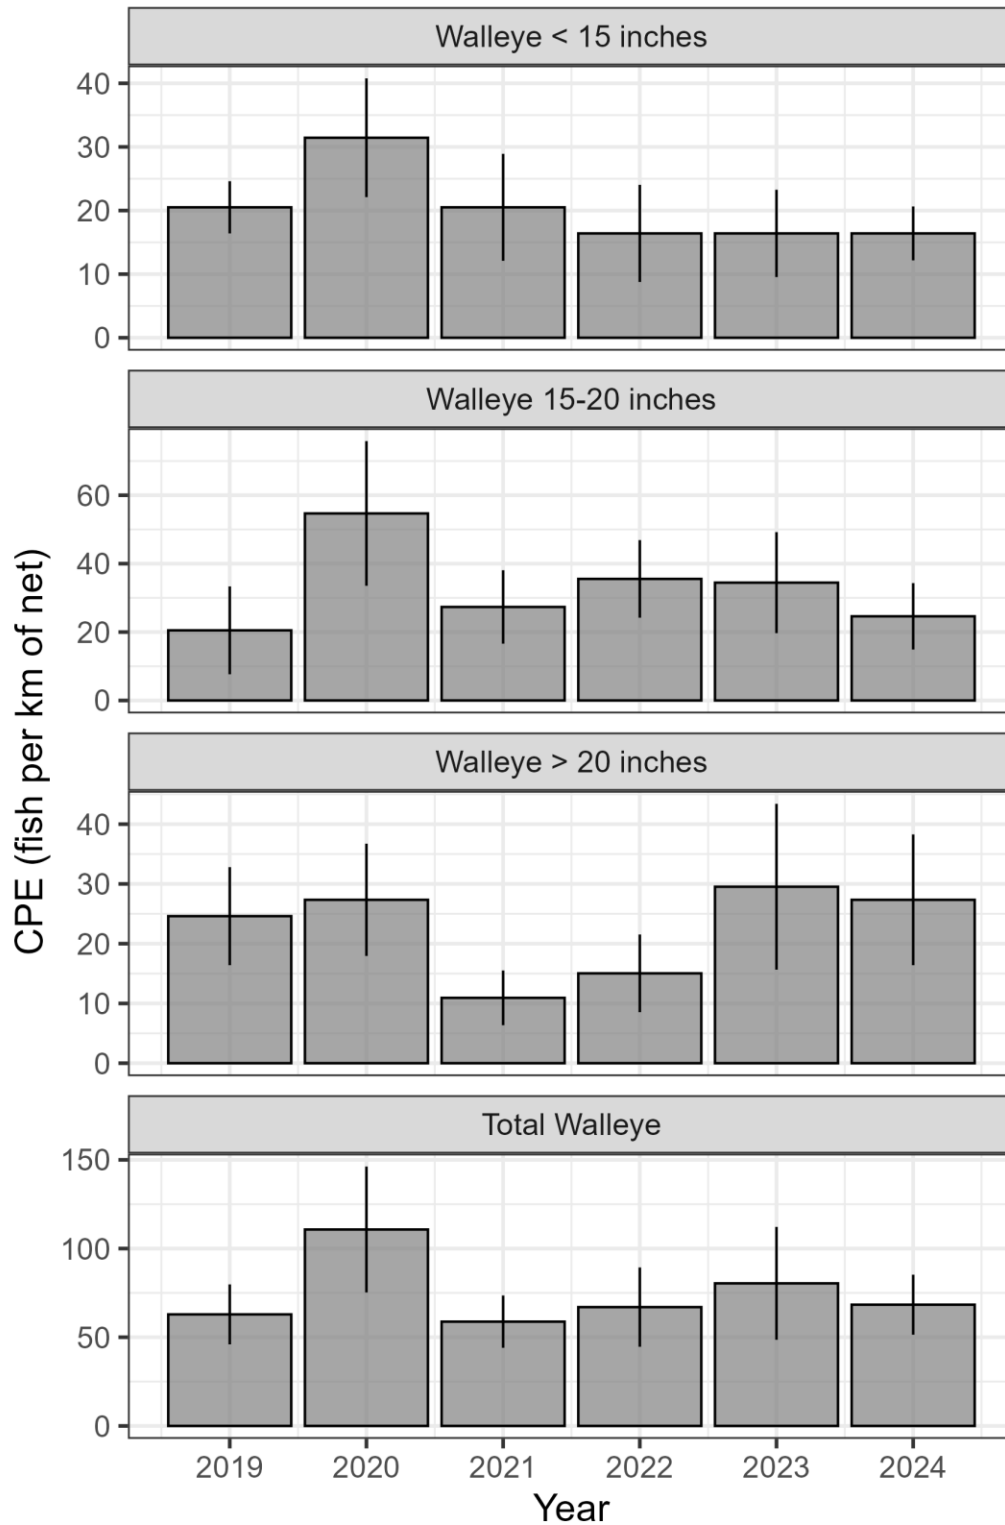 Walleye < 15 inches
40
30
20
10
0
Walleye 15-20 inches
60
40
20
0
Walleye > 20 inches
40
30
20
10
0
Total Walleye
150
100
50
0
CPE (fish per km of net)
2019 2020 2021 2022 2023 2024
Year